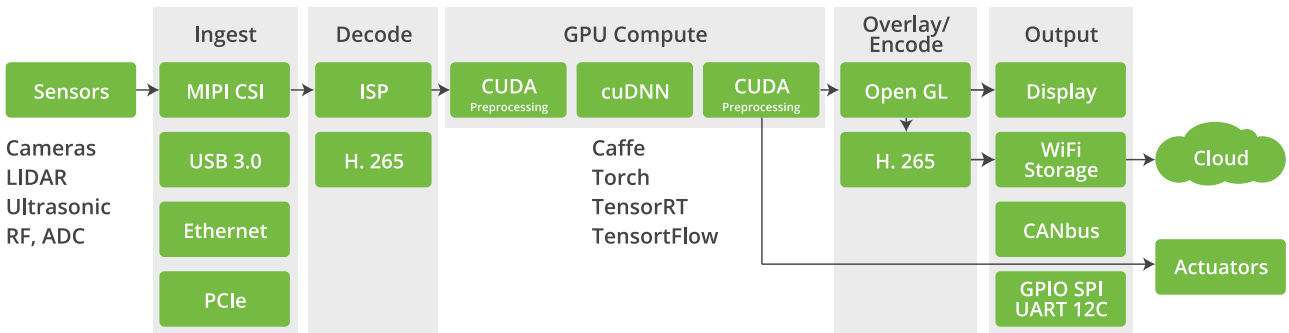 Ingest
Decode
GPU Compute
Overlay/
Encode
Output
Sensors
MIPI CSI
ISP
CUDA
Preprocessing
cuDNN
CUDA
Preprocessing
Open GL
Display
Cameras
LIDAR
Ultrasonic
RF, ADC
USB 3.0
H. 265
Caffe
Torch
TensorRT
TensortFlow
H. 265
WiFi
Storage
Cloud
Ethernet
CANbus
Actuators
PCIe
GPIO SPI
UART 12C